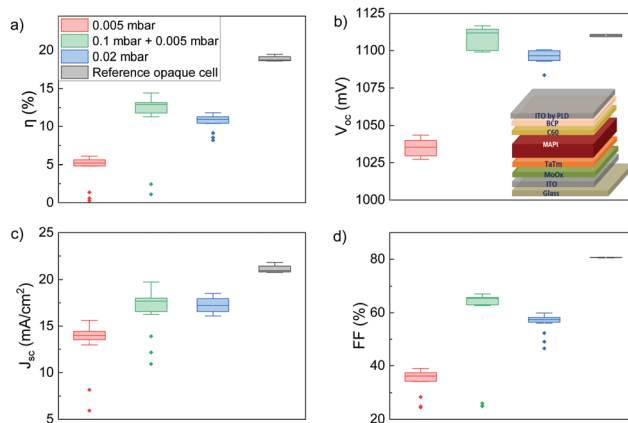 a)
0.005 mbar
0.1 mbar + 0.005 mbar
0.02 mbar
Reference opaque cell
η (%)
20
15
10
5
0
b)
V_oc (mV)
1125
1100
1075
1050
1025
1000
ITO by PLD
BCP
C60
MAPI
TaTm
MoOx
ITO
Glass
c)
J_sc (mA/cm²)
25
20
15
10
5
d)
FF (%)
80
60
40
20